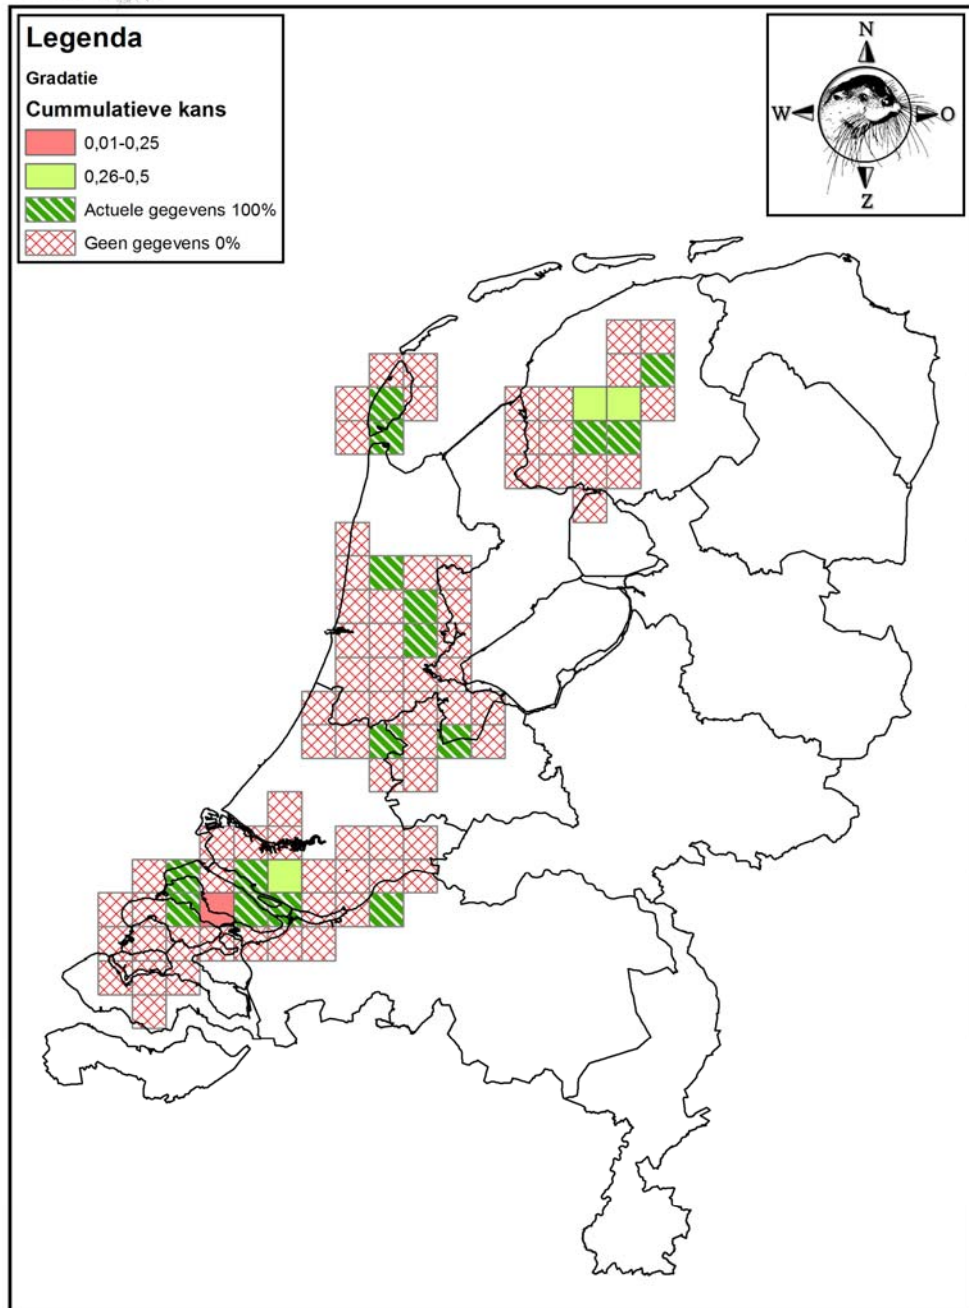 Legenda
Gradatie
Cummulatieve kans
0,01-0,25
0,26-0,5
Actuele gegevens 100%
Geen gegevens 0%
N
W
O
Z